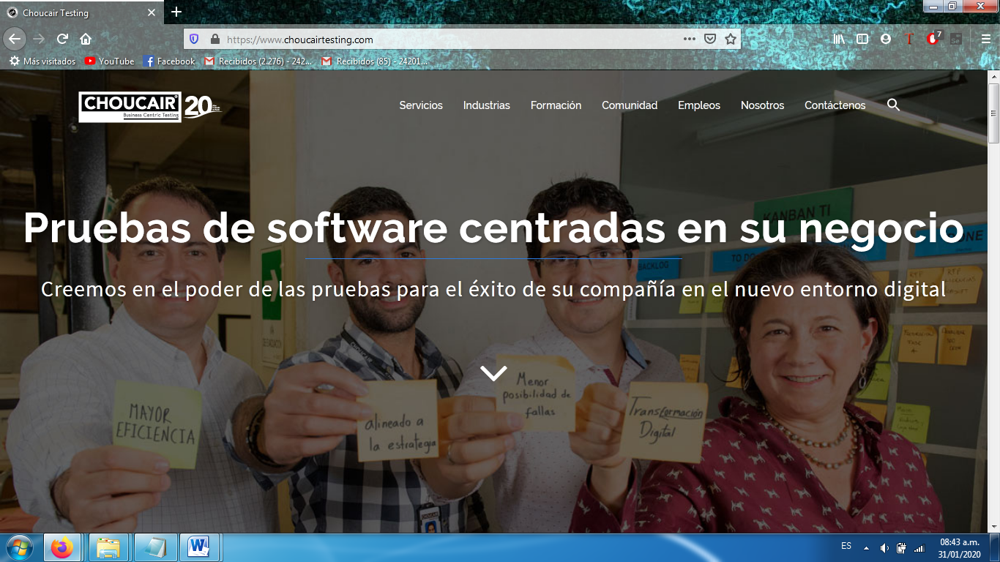 Choucair Testing
https://www.choucairtesting.com
7
Más visitados
YouTube
Facebook
Recibidos (2.276) - 242...
Recibidos (85) - 24201...
CHOUCAIR®
Business Centric Testing
20
Servicios
Industrias
Formación
Comunidad
Empleos
Nosotros
Contáctenos
KANBAN TI
Pruebas de software centradas en su negocio
BACKLOG
TO DO
Creemos en el poder de las pruebas para el éxito de su compañía en el nuevo entorno digital
MAYOR
EFICIENCIA
alineado a
la estrategia
Menor
posibilidad de
fallas
Transformación
Digital
ES
08:43 a.m.
31/01/2020